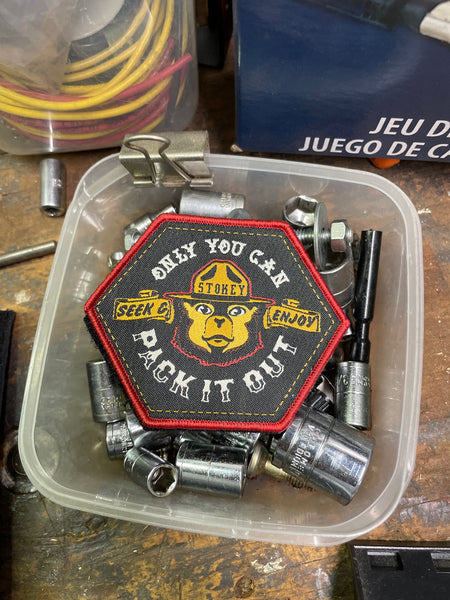 JEU D
JUEGO DE CA
ONLY YOU CAN
STOKEY
SEEK & ENJOY
PACK IT OUT